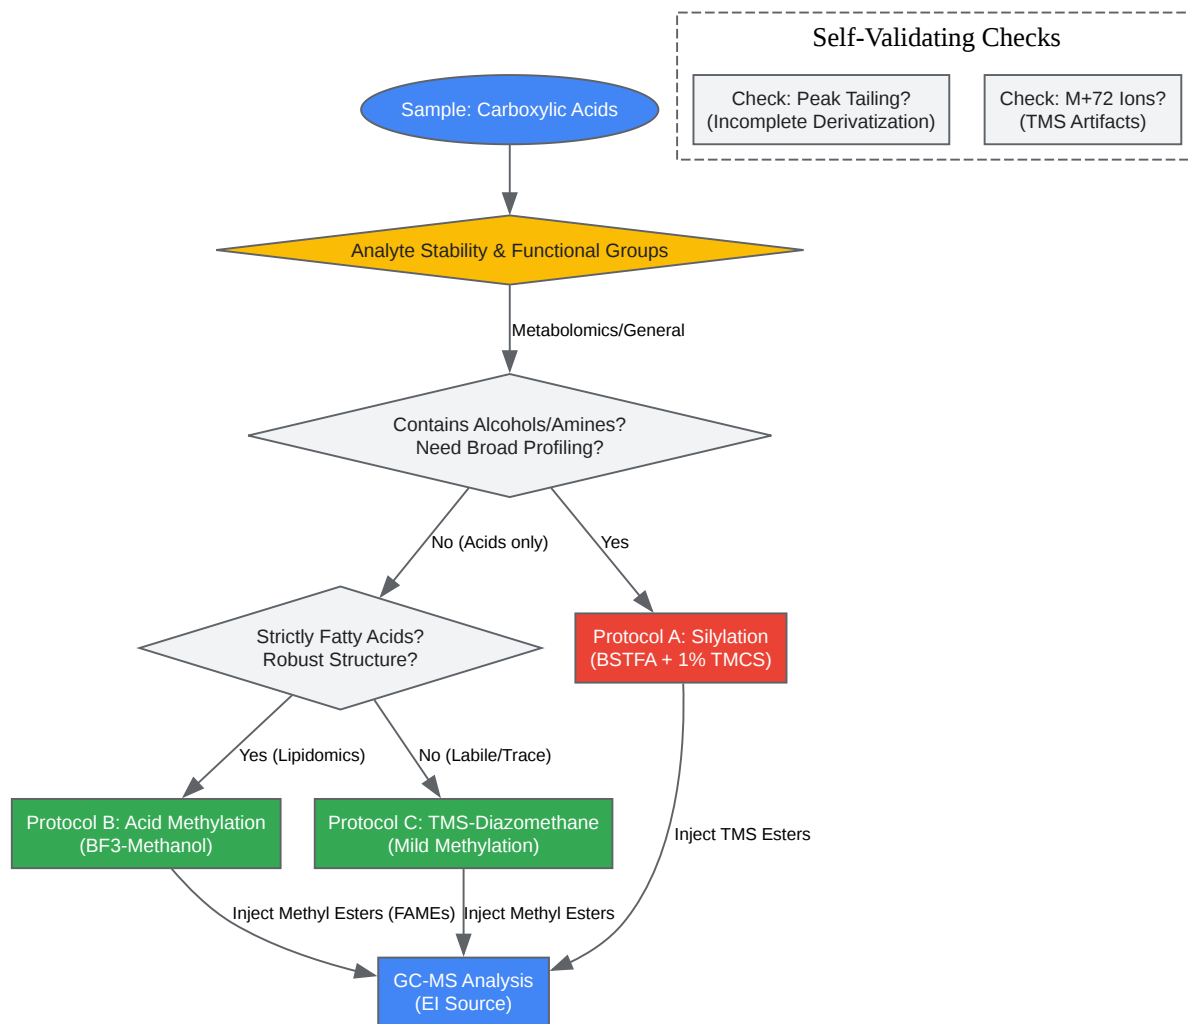 Self-Validating Checks
Check: Peak Tailing?
(Incomplete Derivatization)
Check: M+72 Ions?
(TMS Artifacts)
Sample: Carboxylic Acids
Analyte Stability & Functional Groups
Metabolomics/General
Contains Alcohols/Amines?
Need Broad Profiling?
No (Acids only)
Yes
Strictly Fatty Acids?
Robust Structure?
Protocol A: Silylation
(BSTFA + 1% TMCS)
Yes (Lipidomics)
No (Labile/Trace)
Protocol B: Acid Methylation
(BF3-Methanol)
Protocol C: TMS-Diazomethane
(Mild Methylation)
Inject TMS Esters
Inject Methyl Esters (FAMEs)
Inject Methyl Esters
GC-MS Analysis
(EI Source)